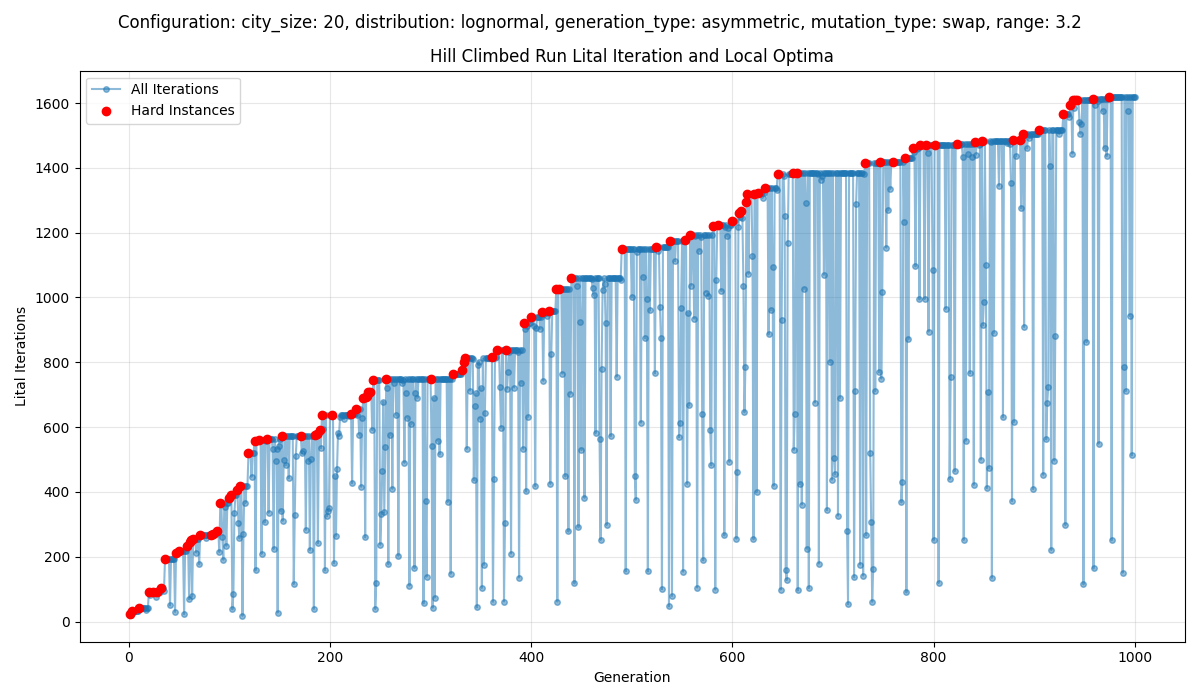 Configuration: city_size: 20, distribution: lognormal, generation_type: asymmetric, mutation_type: swap, range: 3.2
Hill Climbed Run Lital Iteration and Local Optima
All Iterations
Hard Instances
1600
1400
1200
1000
800
600
400
200
0
Lital Iterations
0 200 400 600 800 1000
Generation